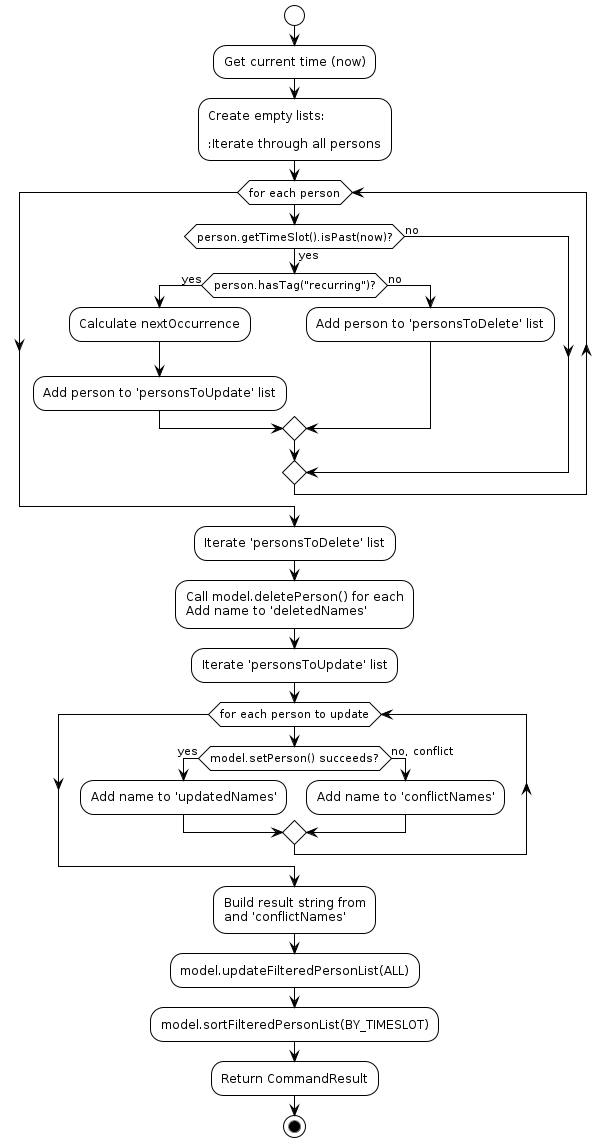 Get current time (now)
Create empty lists:
:Iterate through all persons
for each person
person.getTimeSlot().isPast(now)?
no
yes
yes
person.hasTag("recurring")?
no
Calculate nextOccurrence
Add person to 'personsToDelete' list
Add person to 'personsToUpdate' list
Iterate 'personsToDelete' list
Call model.deletePerson() for each
Add name to 'deletedNames'
Iterate 'personsToUpdate' list
for each person to update
yes
model.setPerson() succeeds?
no, conflict
Add name to 'updatedNames'
Add name to 'conflictNames'
Build result string from
and 'conflictNames'
model.updateFilteredPersonList(ALL)
model.sortFilteredPersonList(BY_TIMESLOT)
Return CommandResult